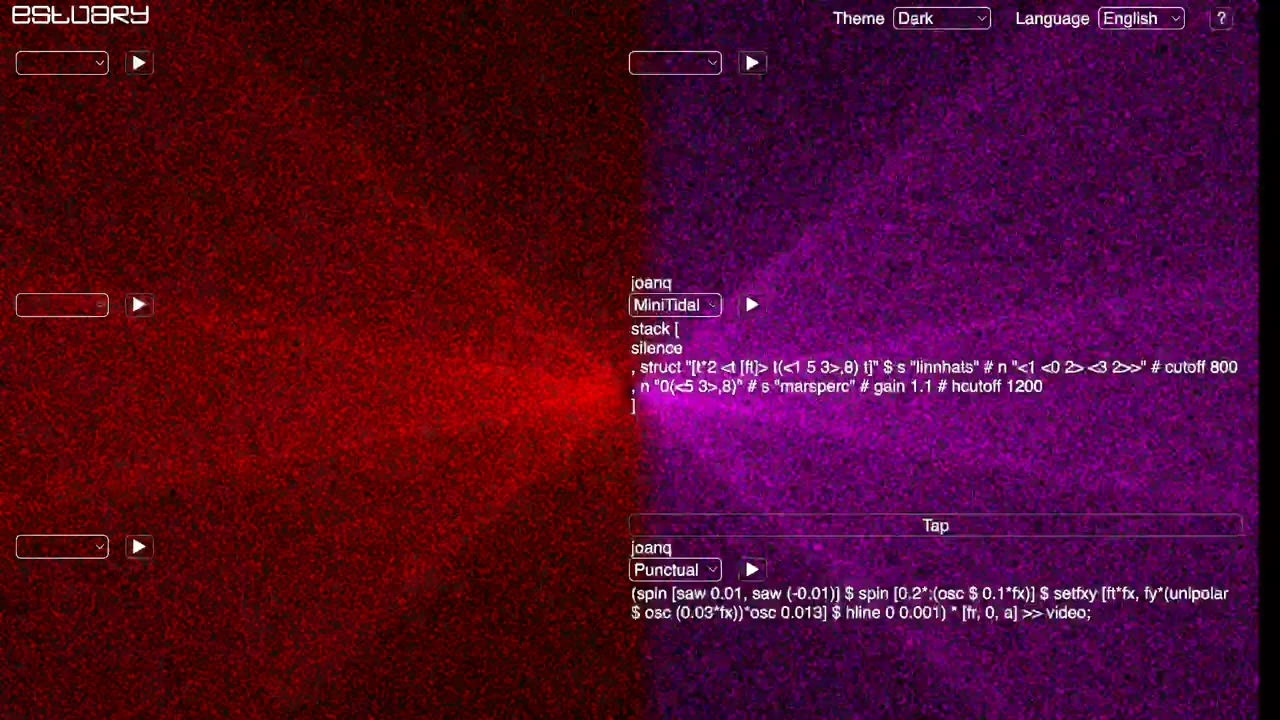 estuary
Theme Dark Language English ?
joanq
MiniTidal
stack [
silence
, struct "[t*2 <t [ft]> t(<1 5 3>,8) t]" $ s "linnhats" # n "<1 <0 2> <3 2>>" # cutoff 800
, n "0(<5 3>,8)" # s "marsperc" # gain 1.1 # hcutoff 1200
]
Tap
joanq
Punctual
(spin [saw 0.01, saw (-0.01)] $ spin [0.2*:(osc $ 0.1*fx)] $ setfxy [ft*fx, fy*(unipolar
$ osc (0.03*fx))*osc 0.013] $ hline 0 0.001) * [fr, 0, a] >> video;